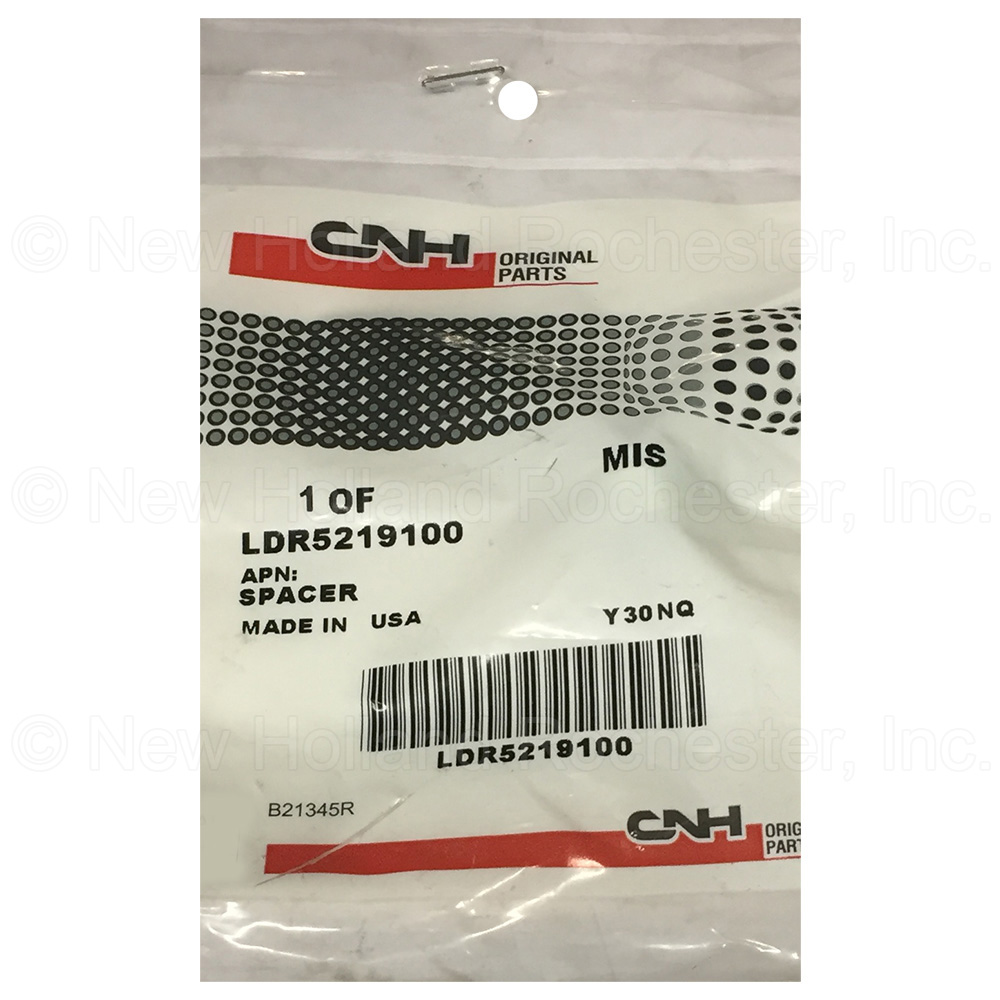 CNH
ORIGINAL
PARTS
© New Holland Rochester, Inc.
MIS
© New Holland Rochester, Inc.
1 OF
LDR5219100
APN:
SPACER
MADE IN USA Y30NQ
© New Holland Rochester, Inc.
LDR5219100
B21345R
CNH
ORIG
PART